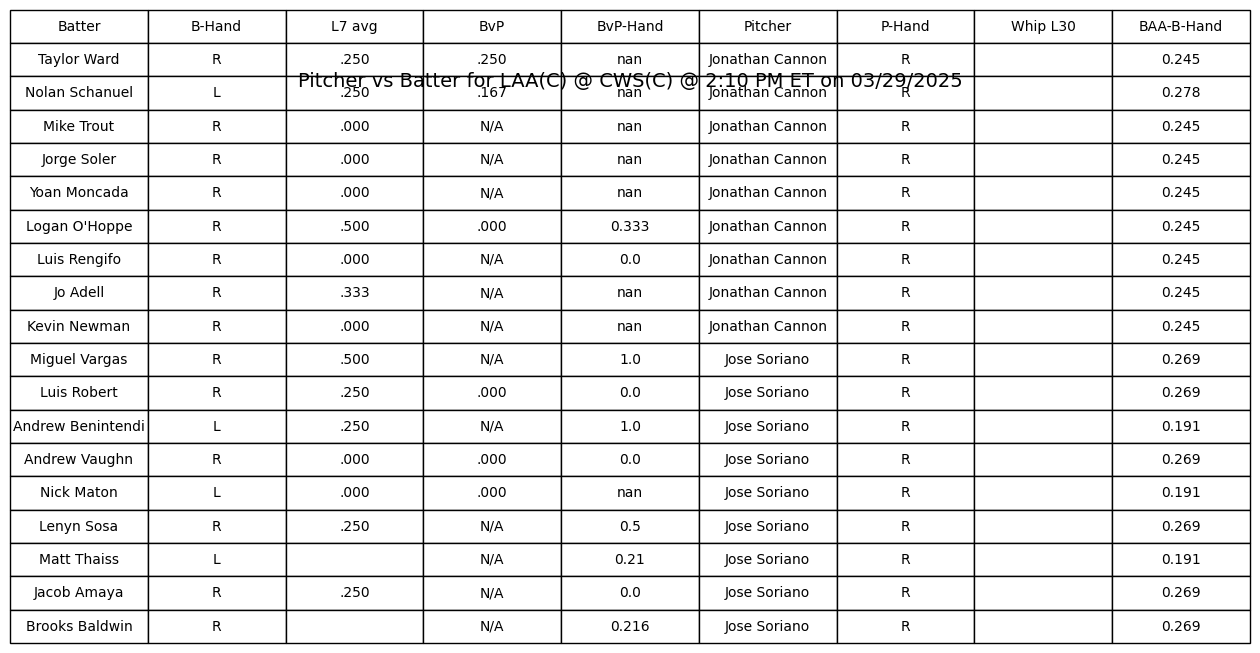 Batter B-Hand L7 avg BvP BvP-Hand Pitcher P-Hand Whip L30 BAA-B-Hand
Taylor Ward R .250 .250 nan Jonathan Cannon R 0.245
Pitcher vs Batter for LAA(C) @ CWS(C) @ 2:10 PM ET on 03/29/2025
Nolan Schanuel L .250 .167 nan Jonathan Cannon R 0.278
Mike Trout R .000 N/A nan Jonathan Cannon R 0.245
Jorge Soler R .000 N/A nan Jonathan Cannon R 0.245
Yoan Moncada R .000 N/A nan Jonathan Cannon R 0.245
Logan O'Hoppe R .500 .000 0.333 Jonathan Cannon R 0.245
Luis Rengifo R .000 N/A 0.0 Jonathan Cannon R 0.245
Jo Adell R .333 N/A nan Jonathan Cannon R 0.245
Kevin Newman R .000 N/A nan Jonathan Cannon R 0.245
Miguel Vargas R .500 N/A 1.0 Jose Soriano R 0.269
Luis Robert R .250 .000 0.0 Jose Soriano R 0.269
Andrew Benintendi L .250 N/A 1.0 Jose Soriano R 0.191
Andrew Vaughn R .000 .000 0.0 Jose Soriano R 0.269
Nick Maton L .000 .000 nan Jose Soriano R 0.191
Lenyn Sosa R .250 N/A 0.5 Jose Soriano R 0.269
Matt Thaiss L N/A 0.21 Jose Soriano R 0.191
Jacob Amaya R .250 N/A 0.0 Jose Soriano R 0.269
Brooks Baldwin R N/A 0.216 Jose Soriano R 0.269